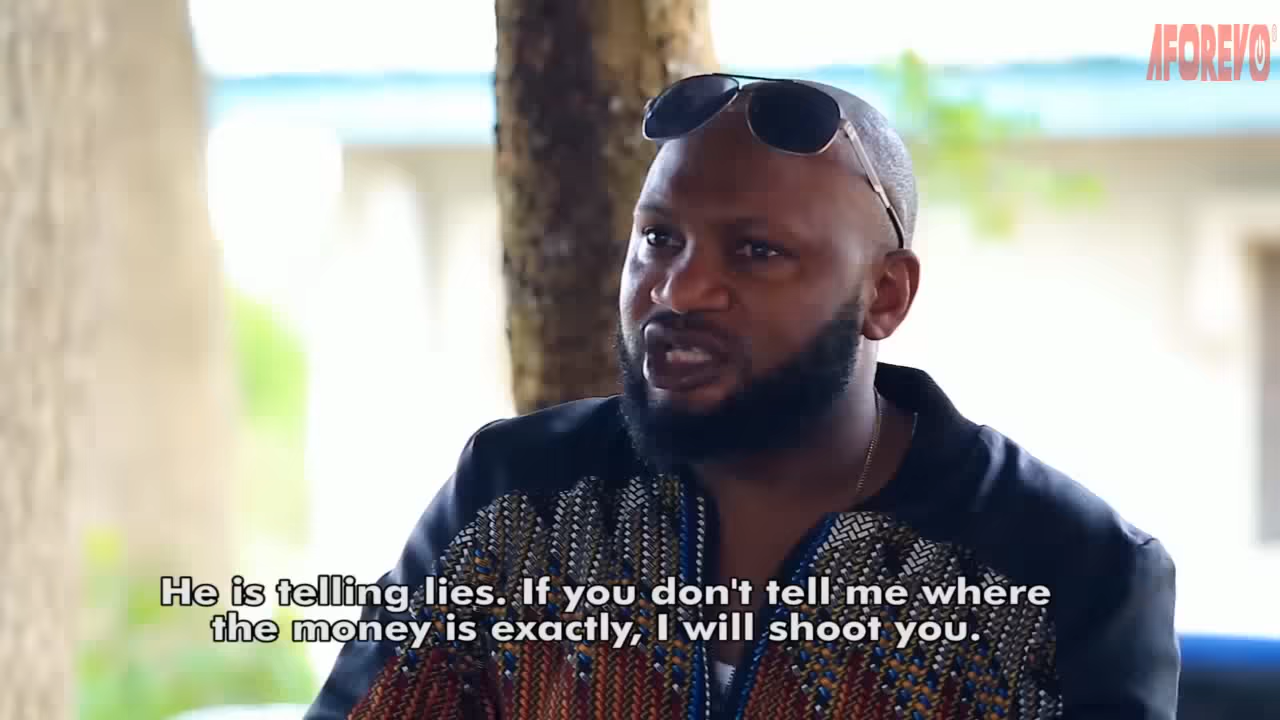 AFOREVO
He is telling lies. If you don't tell me where
the money is exactly, I will shoot you.